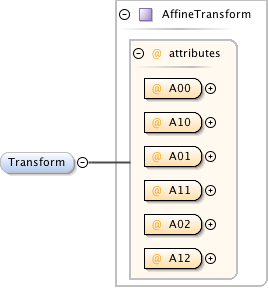 AffineTransform
@ attributes
@ A00
@ A10
@ A01
Transform
@ A11
@ A02
@ A12